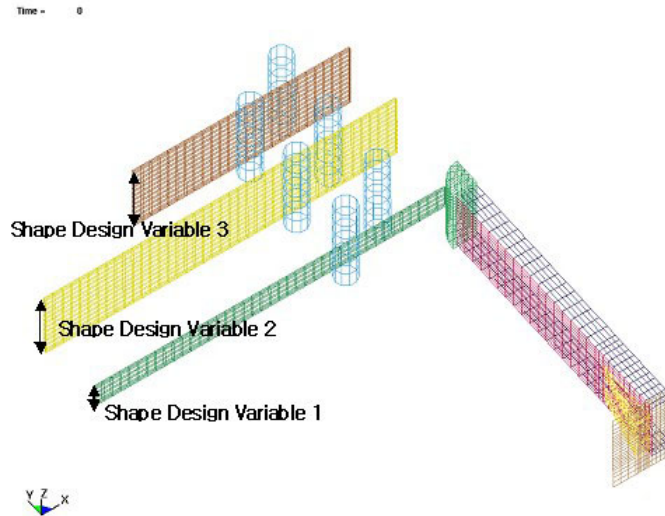 Time = 0
Shape Design Variable 3
Shape Design Variable 2
Shape Design Variable 1
Y Z X